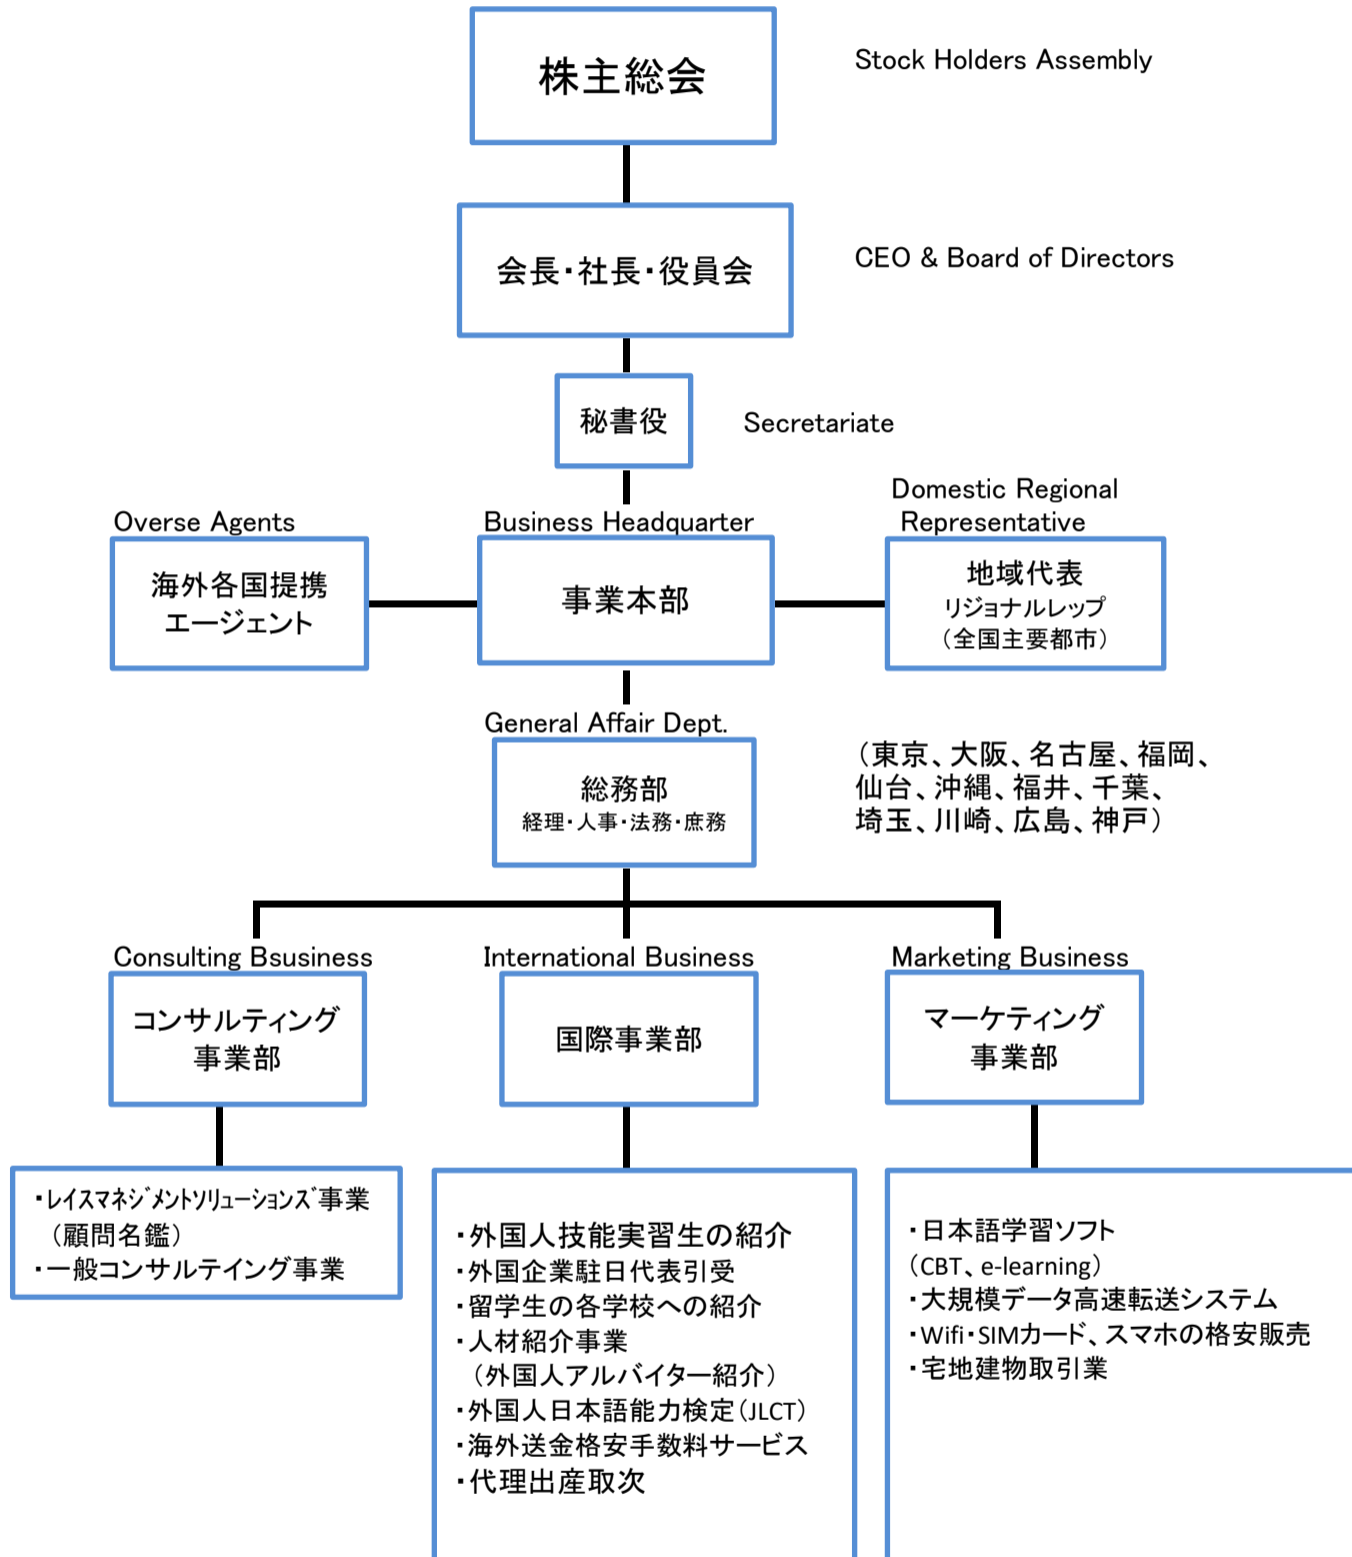 株主総会
Stock Holders Assembly
会長・社長・役員会
CEO & Board of Directors
秘書役
Secretariate
Overse Agents
海外各国提携
エージェント
Business Headquarter
事業本部
Domestic Regional
Representative
地域代表
リジョナルレップ
（全国主要都市）
General Affair Dept.
総務部
経理・人事・法務・庶務
（東京、大阪、名古屋、福岡、
仙台、沖縄、福井、千葉、
埼玉、川崎、広島、神戸）
Consulting Bsusiness
コンサルティング
事業部
International Business
国際事業部
Marketing Business
マーケティング
事業部
・ﾚｲｽﾏﾈｼﾞﾒﾝﾄｿﾘｭｰｼｮﾝｽﾞ事業
（顧問名鑑）
・一般コンサルテイング事業
・外国人技能実習生の紹介
・外国企業駐日代表引受
・留学生の各学校への紹介
・人材紹介事業
（外国人アルバイター紹介）
・外国人日本語能力検定（JLCT）
・海外送金格安手数料サービス
・代理出産取次
・日本語学習ソフト
（CBT、e-learning）
・大規模データ高速転送システム
・Wifi・SIMカード、スマホの格安販売
・宅地建物取引業